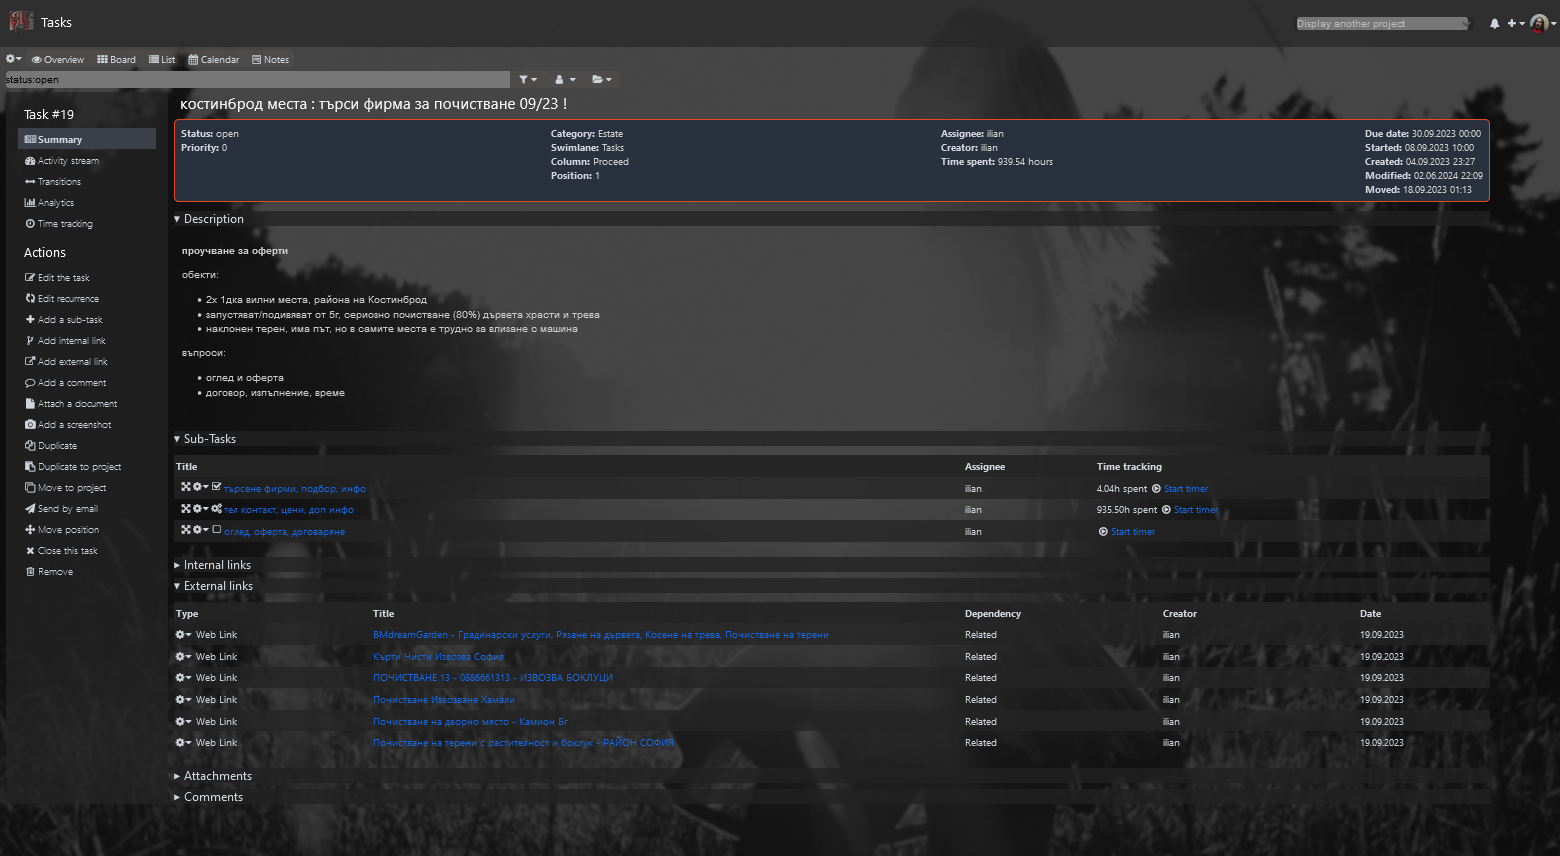 Tasks
Display another project
Overview Board List Calendar Notes
status:open
Task #19
Summary
Activity stream
Transitions
Analytics
Time tracking
Actions
Edit the task
Edit recurrence
Add a sub-task
Add internal link
Add external link
Add a comment
Attach a document
Add a screenshot
Duplicate
Duplicate to project
Move to project
Send by email
Move position
Close this task
Remove
костинброд места : търси фирма за почистване 09/23 !
Status: open
Priority: 0
Category: Estate
Swimlane: Tasks
Column: Proceed
Position: 1
Assignee: ilian
Creator: ilian
Time spent: 939.54 hours
Due date: 30.09.2023 00:00
Started: 08.09.2023 10:00
Created: 04.09.2023 23:27
Modified: 02.06.2024 22:09
Moved: 18.09.2023 01:13
▾ Description
проучване за оферти
обекти:
• 2х 1дка вилни места, района на Костинброд
• запустяват/подивяват от 5г, сериозно почистване (80%) дървета храсти и трева
• наклонен терен, има път, но в самите места е трудно за влизане с машина
въпроси:
• оглед и оферта
• договор, изпълнение, време
▾ Sub-Tasks
Title Assignee Time tracking
търсене фирми, подбор, инфо ilian 4.04h spent Start timer
тел контакт, цени, доп инфо ilian 935.50h spent Start timer
оглед, оферта, договаряне ilian Start timer
▸ Internal links
▾ External links
Type Title Dependency Creator Date
Web Link BMdreamGarden - Градинарски услуги, Рязане на дървета, Косене на трева, Почистване на терени Related ilian 19.09.2023
Web Link Кърти Чисти Извозва София Related ilian 19.09.2023
Web Link ПОЧИСТВАНЕ 13 - 0886661313 - ИЗВОЗВА БОКЛУЦИ Related ilian 19.09.2023
Web Link Почистване Извозване Хамали Related ilian 19.09.2023
Web Link Почистване на дворно място - Камион Бг Related ilian 19.09.2023
Web Link Почистване на терени с растителност и боклук - РАЙОН СОФИЯ Related ilian 19.09.2023
▸ Attachments
▸ Comments